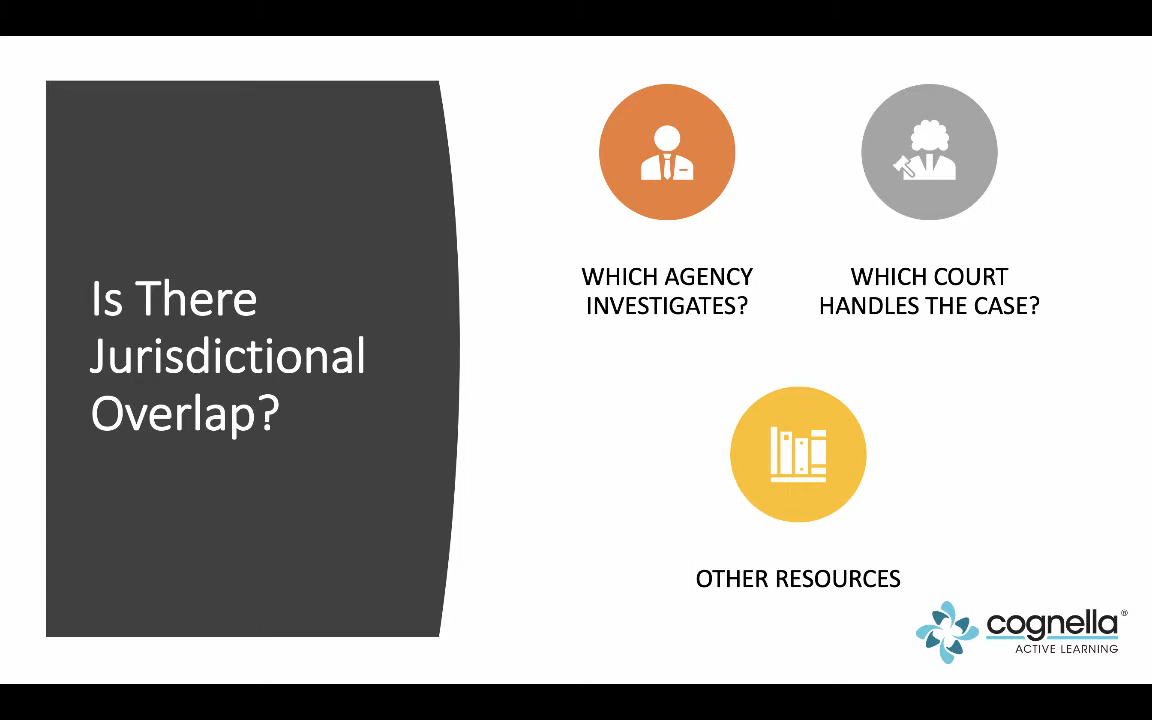 Is There
Jurisdictional
Overlap?
WHICH AGENCY
INVESTIGATES?
WHICH COURT
HANDLES THE CASE?
OTHER RESOURCES
cognella®
ACTIVE LEARNING